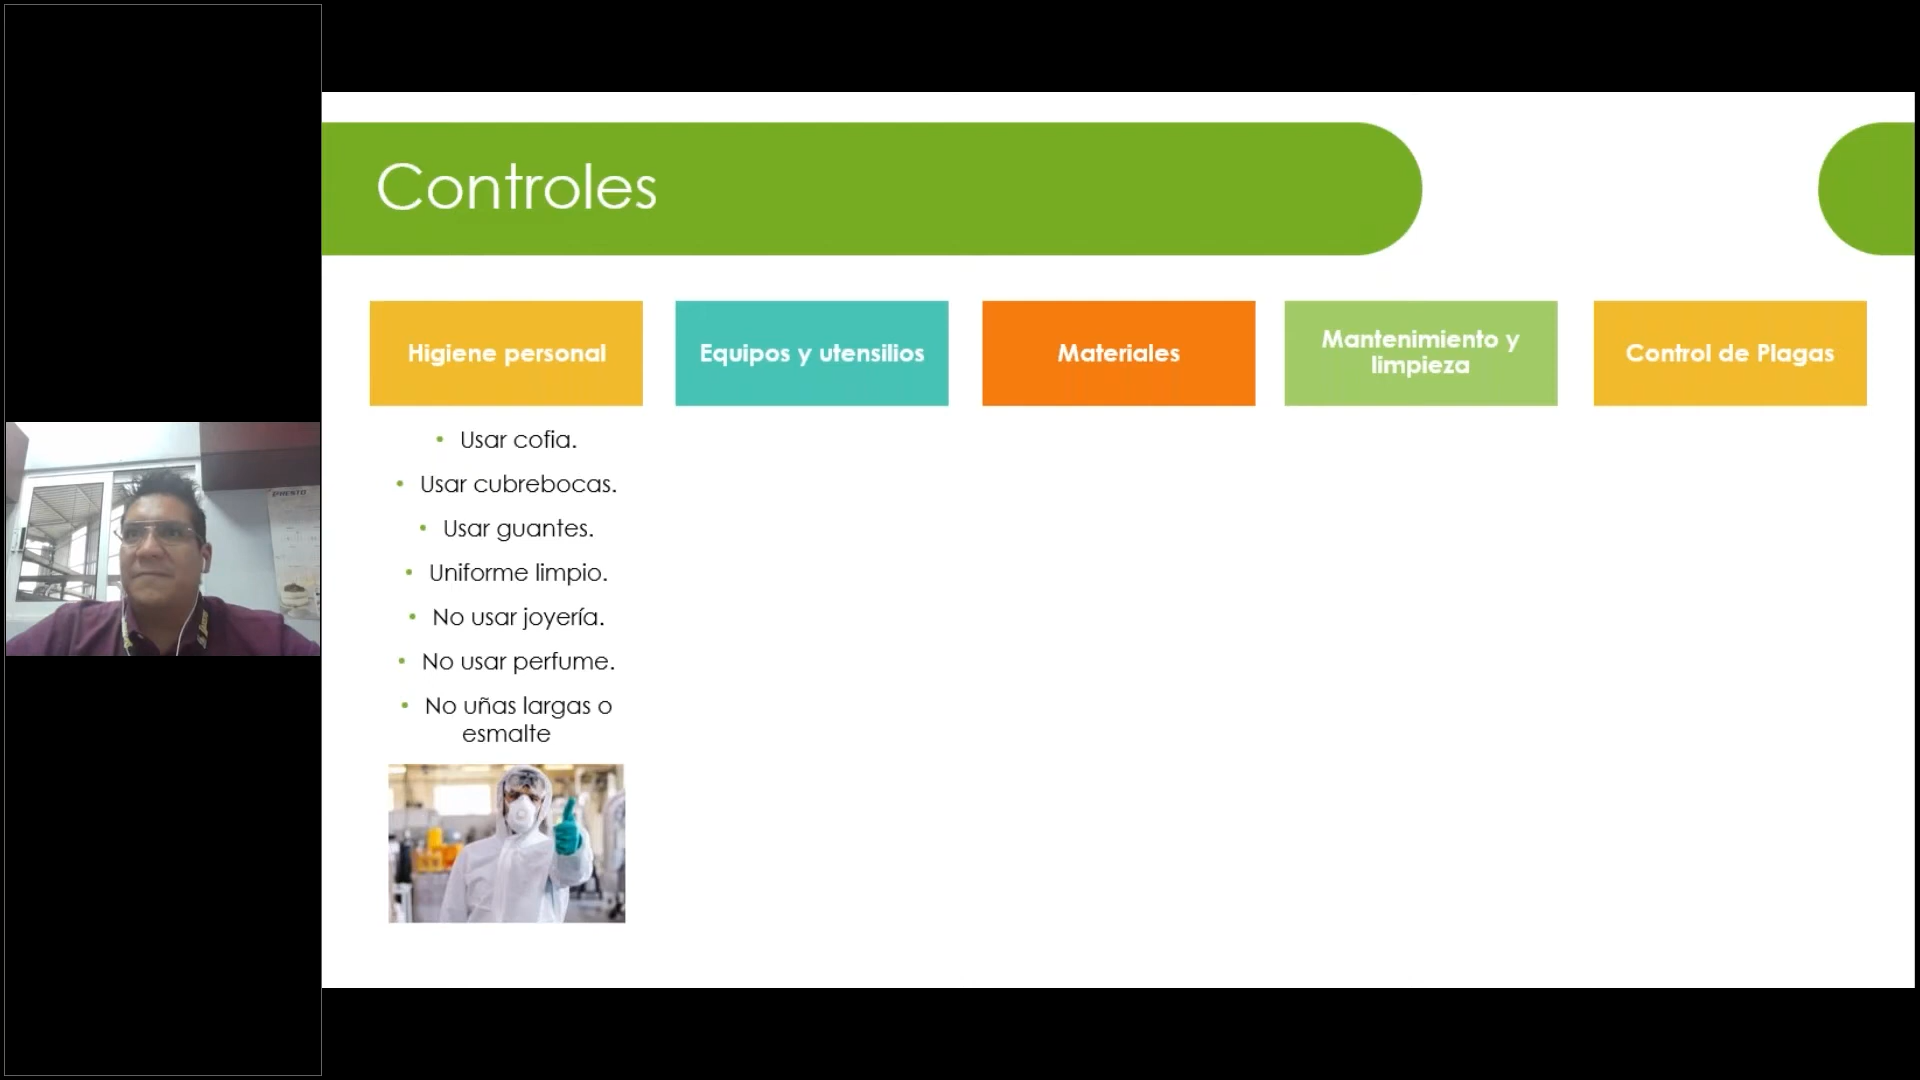 Controles
Higiene personal
Equipos y utensilios
Materiales
Mantenimiento y
limpieza
Control de Plagas
• Usar cofia.
• Usar cubrebocas.
• Usar guantes.
• Uniforme limpio.
• No usar joyería.
• No usar perfume.
• No uñas largas o
esmalte